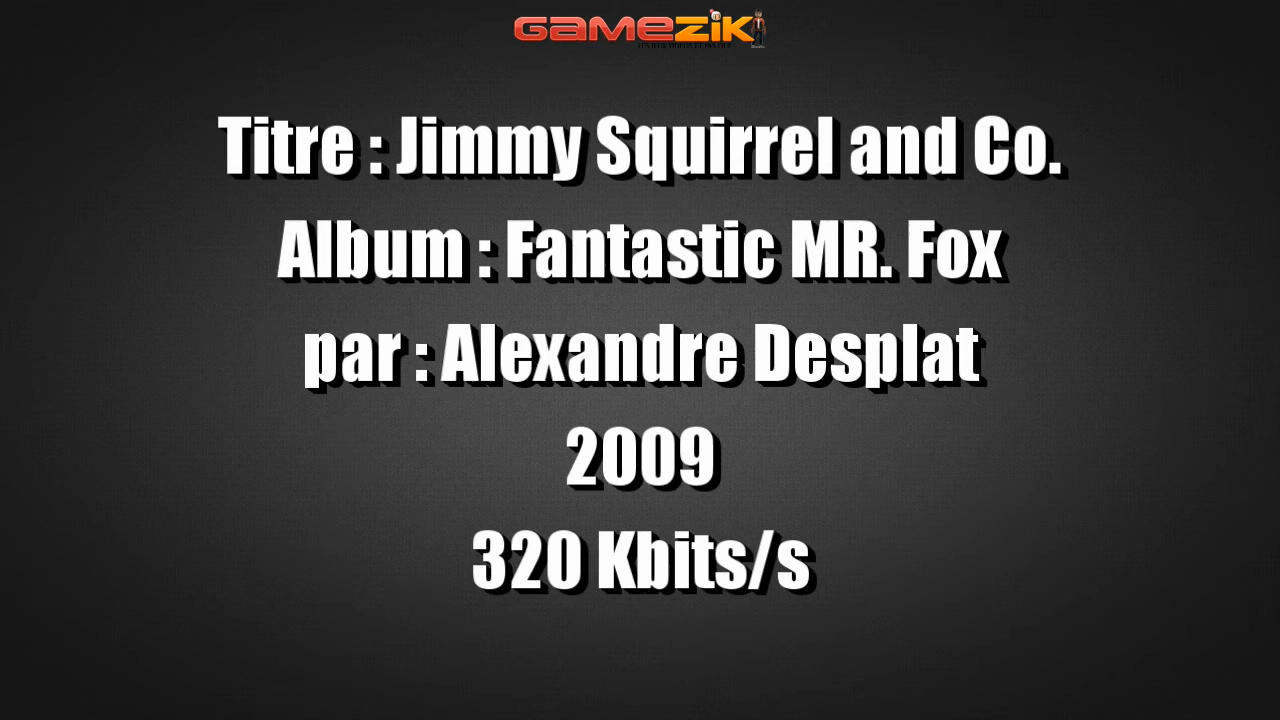 GAMEZIK
Titre : Jimmy Squirrel and Co.
Album : Fantastic MR. Fox
par : Alexandre Desplat
2009
320 Kbits/s